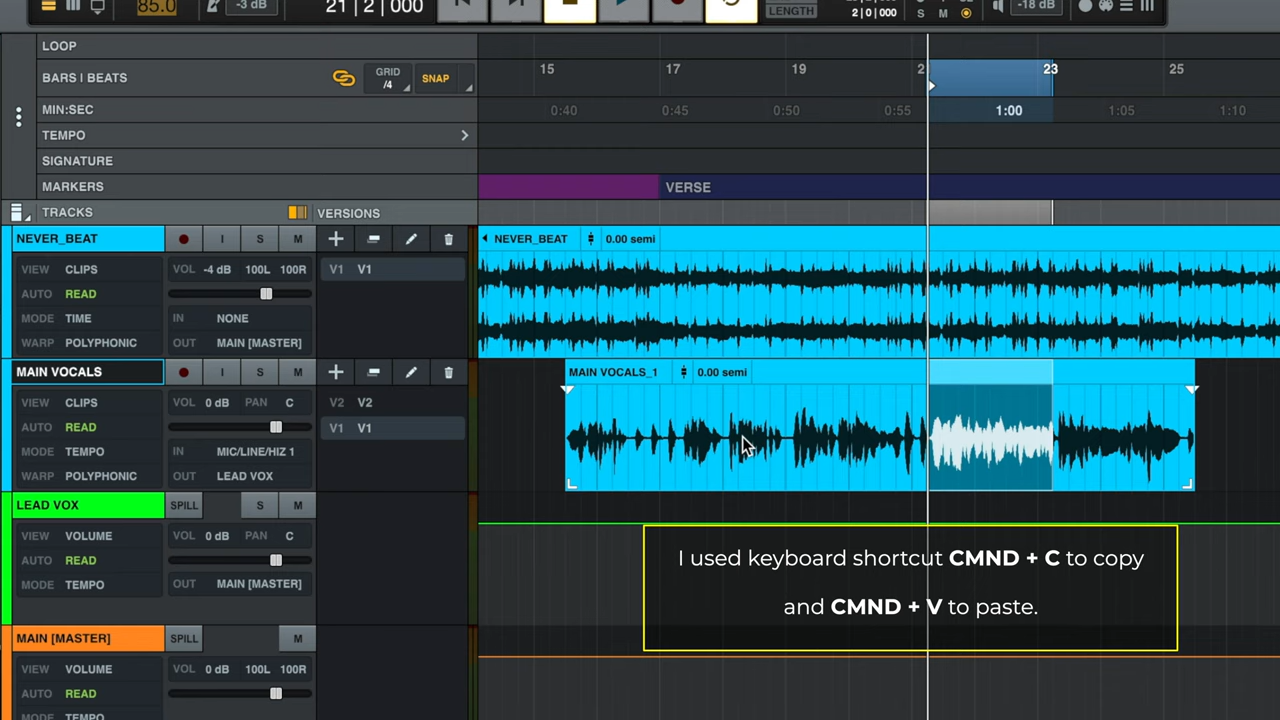 85.0
-3 dB
21 | 2 | 000
LENGTH
2 | 0 | 000
S M
-18 dB
LOOP
BARS | BEATS
GRID
/4
SNAP
15 17 19 2 23 25
MIN:SEC
0:40 0:45 0:50 0:55 1:00 1:05 1:10
TEMPO
SIGNATURE
MARKERS
VERSE
TRACKS
VERSIONS
NEVER_BEAT
I S M
NEVER_BEAT 0.00 semi
VIEW CLIPS
VOL -4 dB 100L 100R
V1 V1
AUTO READ
MODE TIME
IN NONE
WARP POLYPHONIC
OUT MAIN [MASTER]
MAIN VOCALS
I S M
MAIN VOCALS_1 0.00 semi
VIEW CLIPS
VOL 0 dB PAN C
V2 V2
AUTO READ
V1 V1
MODE TEMPO
IN MIC/LINE/HIZ 1
WARP POLYPHONIC
OUT LEAD VOX
LEAD VOX
SPILL S M
VIEW VOLUME
VOL 0 dB PAN C
AUTO READ
MODE TEMPO
OUT MAIN [MASTER]
I used keyboard shortcut CMND + C to copy
and CMND + V to paste.
MAIN [MASTER]
SPILL M
VIEW VOLUME
VOL 0 dB 100L 100R
AUTO READ
MODE TEMPO